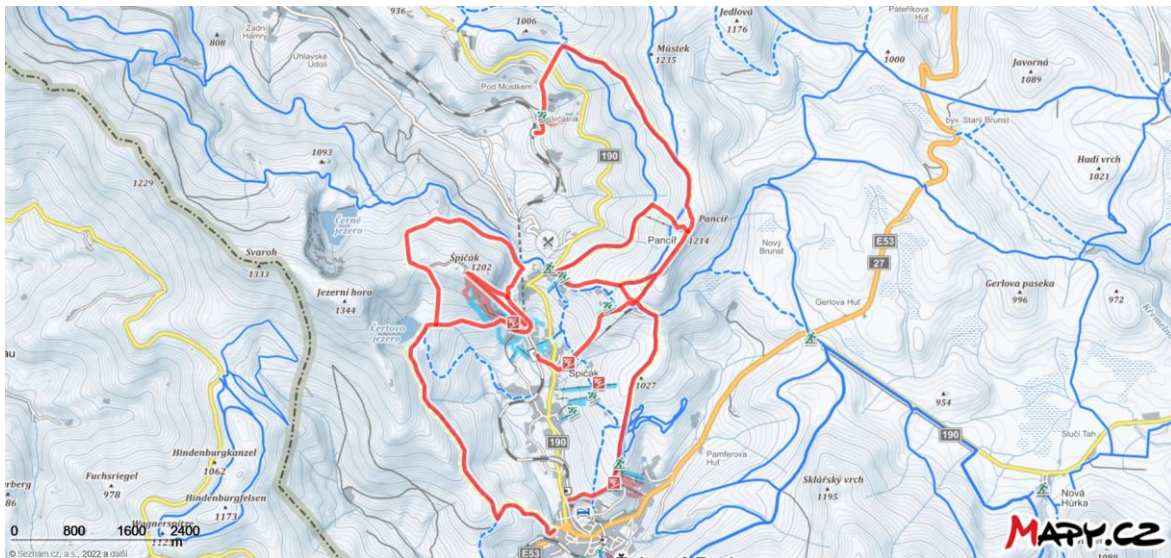 936
1006
Jedlová
1176
Páteříkova
Huť
Zadní
Hamry
808
Úhlavské
Údolí
Můstek
1235
1000
Javorná
1089
Pod Můstkem
býv. Starý Brunst
190
1093
Hadí vrch
1021
1229
Černé
jezero
Pancíř
1214
Pancíř
Svaroh
1333
Špičák
1202
Nový
Brunst
E53
27
Jezerní hora
1344
Gerlova Huť
Gerlova paseka
996
972
Čertovo
jezero
Špičák
1027
954
190
190
Slučí Tah
Hindenburgkanzel
1062
Pamferova
Huť
Fuchsriegel
978
Sklářský vrch
1195
Nová
Hůrka
Hindenburgfelsen
1173
0 800 1600 2400
m
Wagnerspitze
E53
© Seznam.cz, a.s., 2022 a další
MAPY.CZ